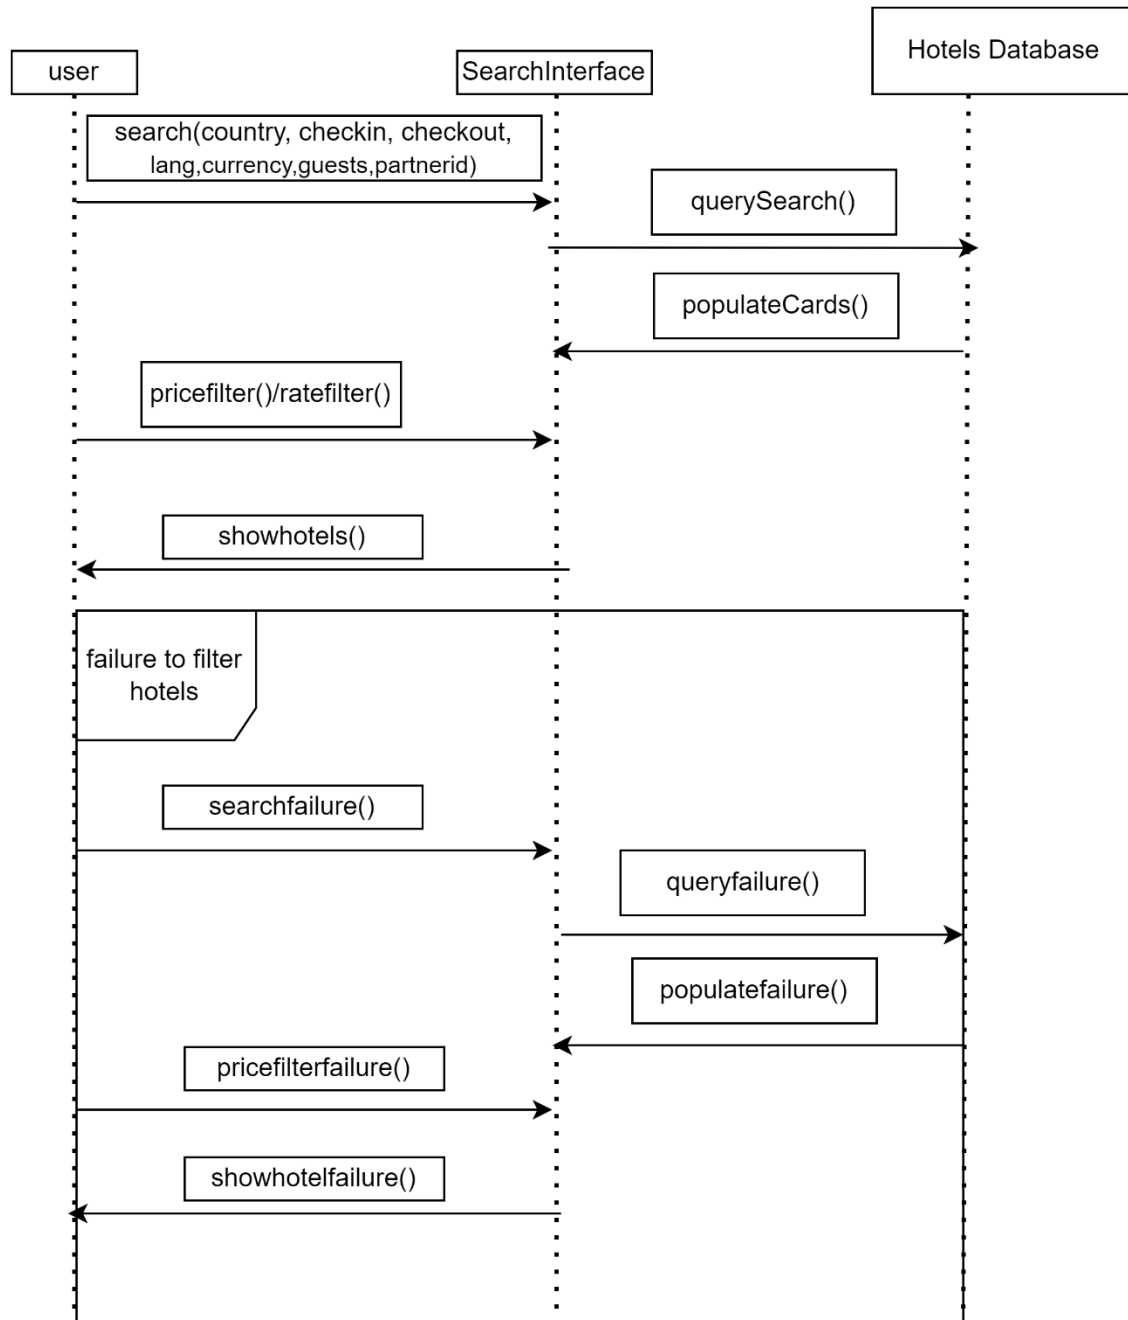 user
SearchInterface
Hotels Database
search(country, checkin, checkout,
lang,currency,guests,partnerid)
querySearch()
populateCards()
pricefilter()/ratefilter()
showhotels()
failure to filter
hotels
searchfailure()
queryfailure()
populatefailure()
pricefilterfailure()
showhotelfailure()